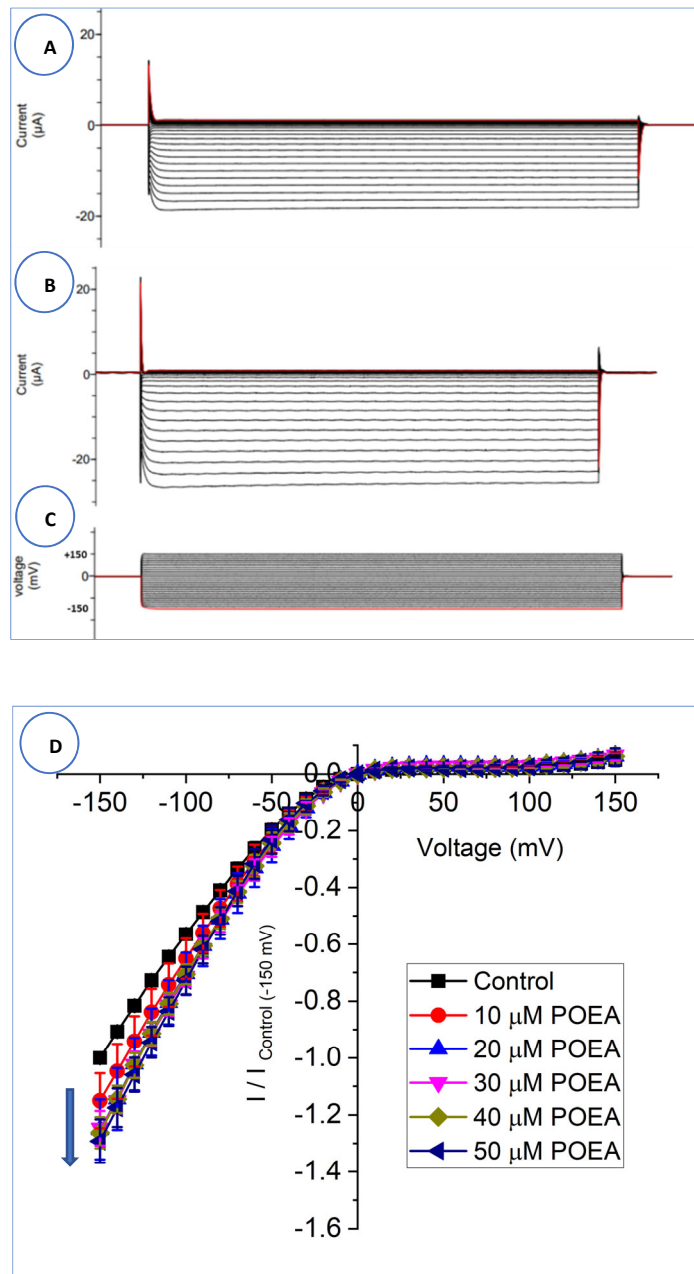 A
20
0
-20
Current
(µA)
B
20
0
-20
Current
(µA)
C
+150
0
-150
voltage
(mV)
D
0.0
-150
-100
-50
0
50
100
150
-0.2
-0.4
-0.6
-0.8
-1.0
-1.2
-1.4
-1.6
Voltage (mV)
I / I Control (-150 mV)
Control
10 µM POEA
20 µM POEA
30 µM POEA
40 µM POEA
50 µM POEA